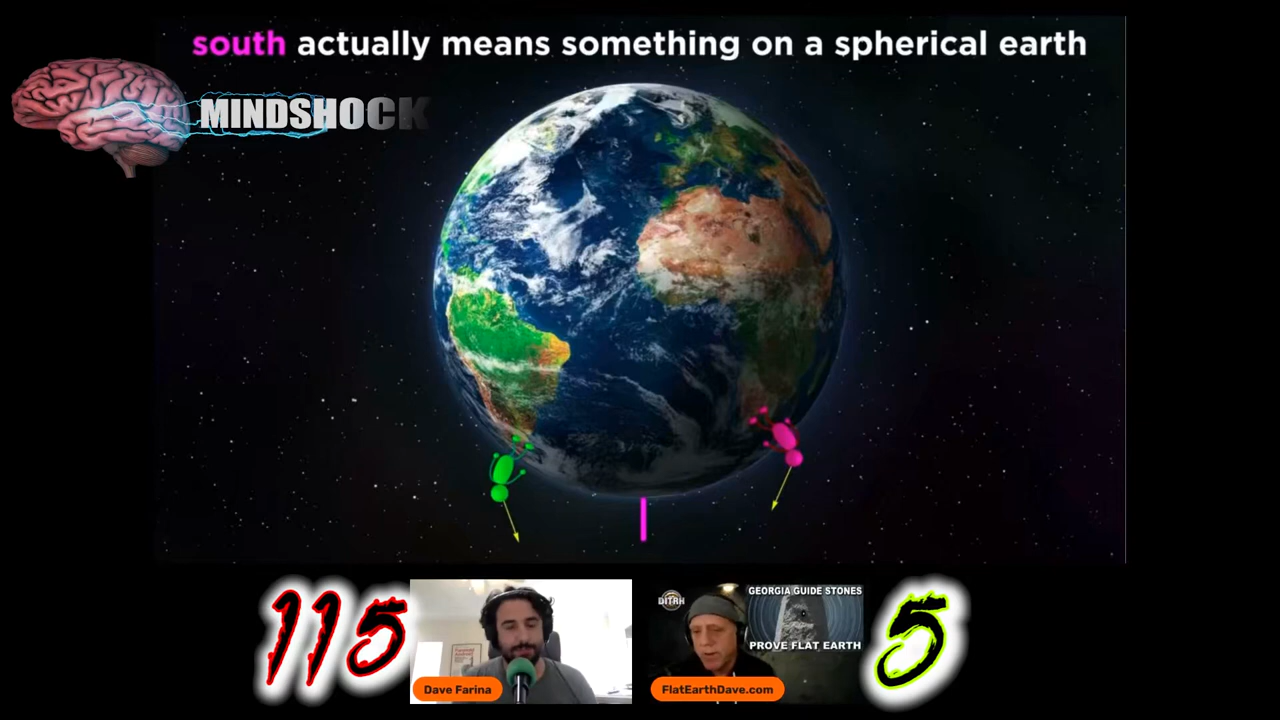 south actually means something on a spherical earth
MINDSHOCK
115
Dave Farina
DITRH
GEORGIA GUIDE STONES
PROVE FLAT EARTH
FlatEarthDave.com
5